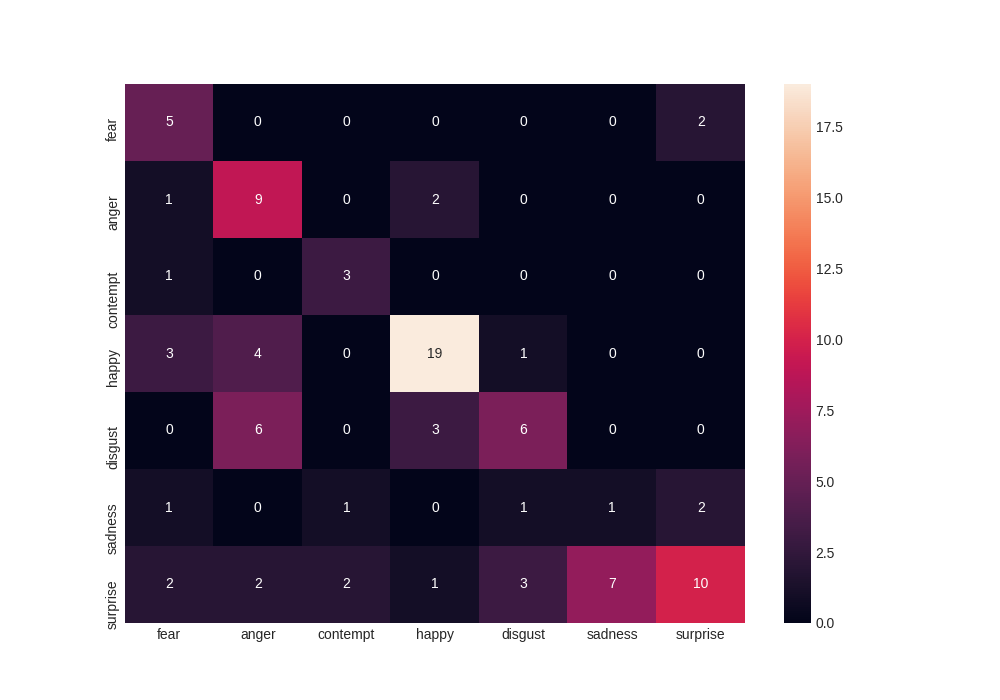 fear 5 0 0 0 0 0 2
anger 1 9 0 2 0 0 0
contempt 1 0 3 0 0 0 0
happy 3 4 0 19 1 0 0
disgust 0 6 0 3 6 0 0
sadness 1 0 1 0 1 1 2
surprise 2 2 2 1 3 7 10
fear anger contempt happy disgust sadness surprise
17.5
15.0
12.5
10.0
7.5
5.0
2.5
0.0